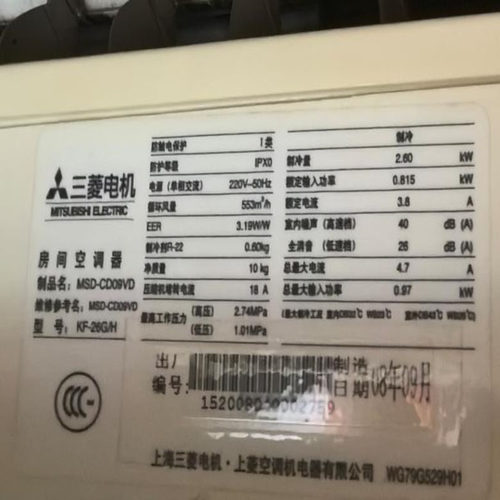 三菱电机
MITSUBISHI ELECTRIC
房间空调器
制品名: MSD-CD09VD
维修参考名: MSD-CD09VD
型 号: KF-26G/H
防触电保护 I类
防护等级 IPX0
电源 (单相交流) 220V~50Hz
循环风量 553m³/h
EER 3.19W/W
制冷剂R-22 0.60kg
净质量 10 kg
压缩机堵转电流 18 A
最高工作压力 (高压) 2.74MPa
(低压) 1.01MPa
制冷
制冷量 2.60 kW
额定输入功率 0.815 kW
额定电流 3.8 A
室内噪声 (高速档) 40 dB (A)
全消音 (低速档) 26 dB (A)
最大电流 4.7 A
最大输入功率 0.97 kW
出厂编号:
制造日期 08年09月
上海三菱电机·上菱空调机电器有限公司 WG79G529H01